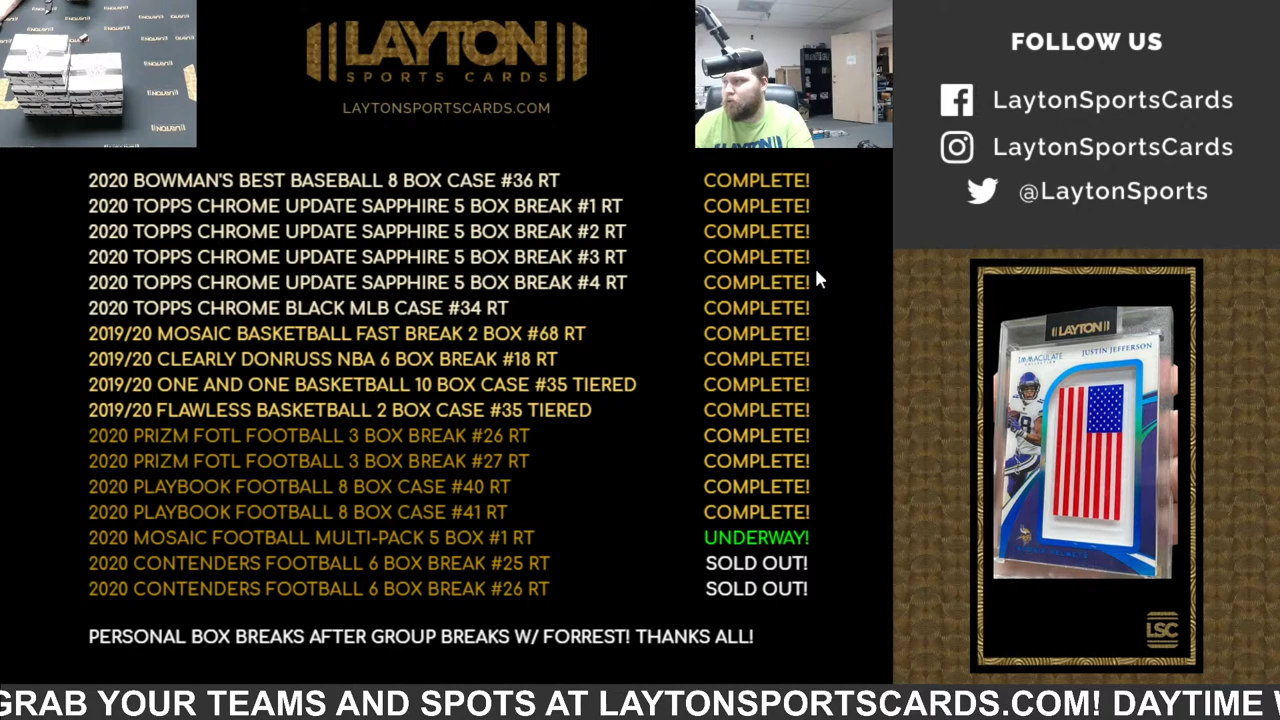 LAYTON
SPORTS CARDS
LAYTONSPORTSCARDS.COM
FOLLOW US
LaytonSportsCards
LaytonSportsCards
@LaytonSports
2020 BOWMAN'S BEST BASEBALL 8 BOX CASE #36 RT COMPLETE!
2020 TOPPS CHROME UPDATE SAPPHIRE 5 BOX BREAK #1 RT COMPLETE!
2020 TOPPS CHROME UPDATE SAPPHIRE 5 BOX BREAK #2 RT COMPLETE!
2020 TOPPS CHROME UPDATE SAPPHIRE 5 BOX BREAK #3 RT COMPLETE!
2020 TOPPS CHROME UPDATE SAPPHIRE 5 BOX BREAK #4 RT COMPLETE!
2020 TOPPS CHROME BLACK MLB CASE #34 RT COMPLETE!
2019/20 MOSAIC BASKETBALL FAST BREAK 2 BOX #68 RT COMPLETE!
2019/20 CLEARLY DONRUSS NBA 6 BOX BREAK #18 RT COMPLETE!
2019/20 ONE AND ONE BASKETBALL 10 BOX CASE #35 TIERED COMPLETE!
2019/20 FLAWLESS BASKETBALL 2 BOX CASE #35 TIERED COMPLETE!
2020 PRIZM FOTL FOOTBALL 3 BOX BREAK #26 RT COMPLETE!
2020 PRIZM FOTL FOOTBALL 3 BOX BREAK #27 RT COMPLETE!
2020 PLAYBOOK FOOTBALL 8 BOX CASE #40 RT COMPLETE!
2020 PLAYBOOK FOOTBALL 8 BOX CASE #41 RT COMPLETE!
2020 MOSAIC FOOTBALL MULTI-PACK 5 BOX #1 RT UNDERWAY!
2020 CONTENDERS FOOTBALL 6 BOX BREAK #25 RT SOLD OUT!
2020 CONTENDERS FOOTBALL 6 BOX BREAK #26 RT SOLD OUT!
PERSONAL BOX BREAKS AFTER GROUP BREAKS W/ FORREST! THANKS ALL!
LAYTON
IMMACULATE
COLLECTION
JUSTIN JEFFERSON
LSC
GRAB YOUR TEAMS AND SPOTS AT LAYTONSPORTSCARDS.COM! DAYTIME